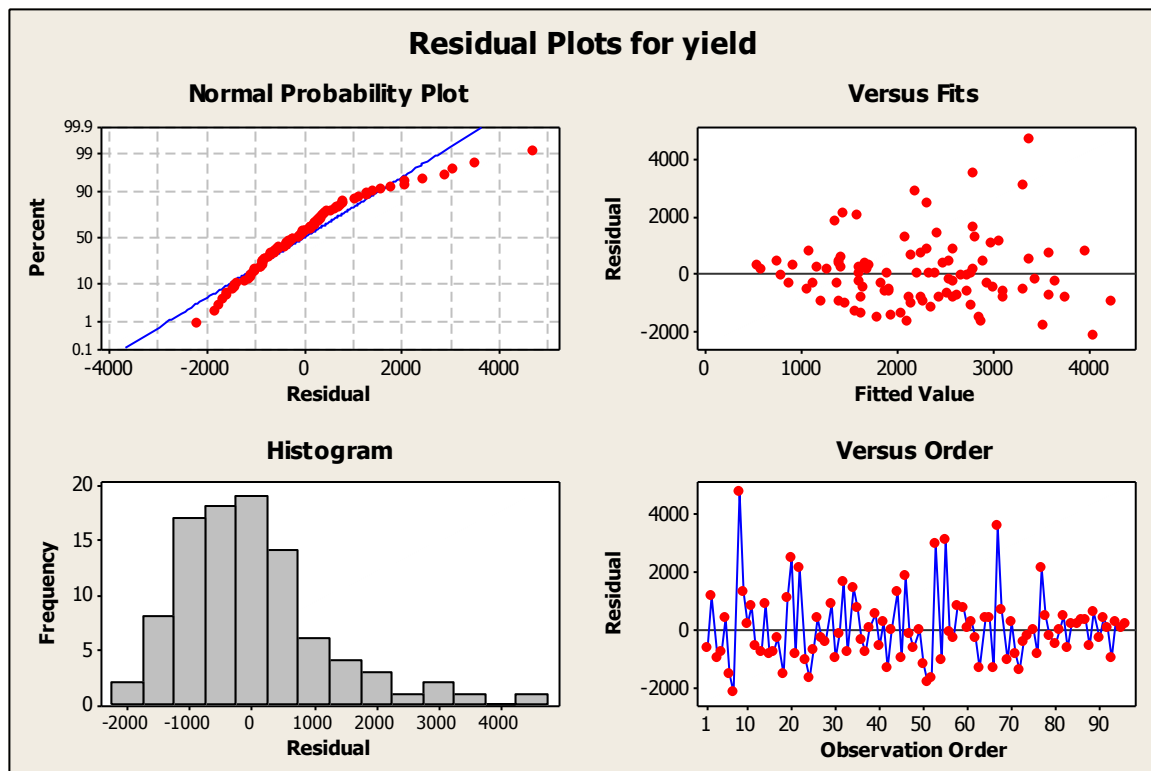 Residual Plots for yield
Normal Probability Plot
99.9
99
90
50
10
1
0.1
Percent
-4000 -2000 0 2000 4000
Residual
Versus Fits
4000
2000
0
-2000
Residual
0 1000 2000 3000 4000
Fitted Value
Histogram
20
15
10
5
0
Frequency
-2000 -1000 0 1000 2000 3000 4000
Residual
Versus Order
4000
2000
0
-2000
Residual
1 10 20 30 40 50 60 70 80 90
Observation Order